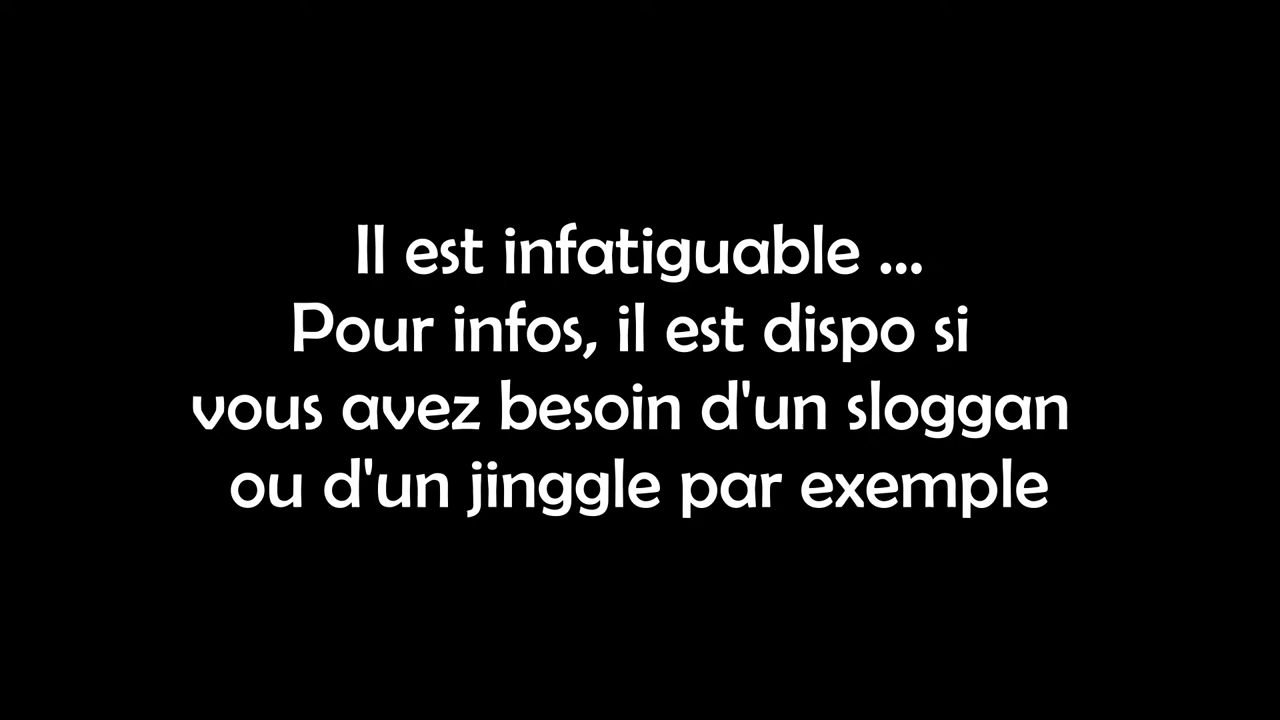 Il est infatiguable ...
Pour infos, il est dispo si
vous avez besoin d'un sloggan
ou d'un jinggle par exemple